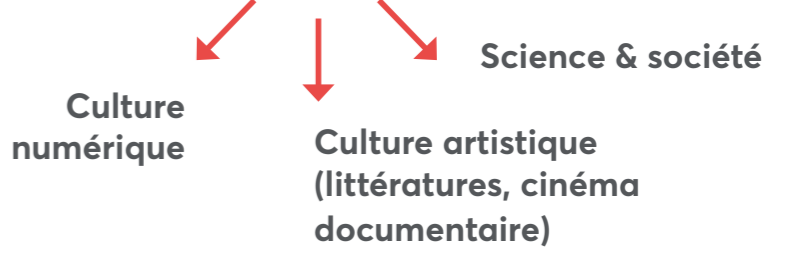 Science & société
Culture
numérique
Culture artistique
(littératures, cinéma
documentaire)